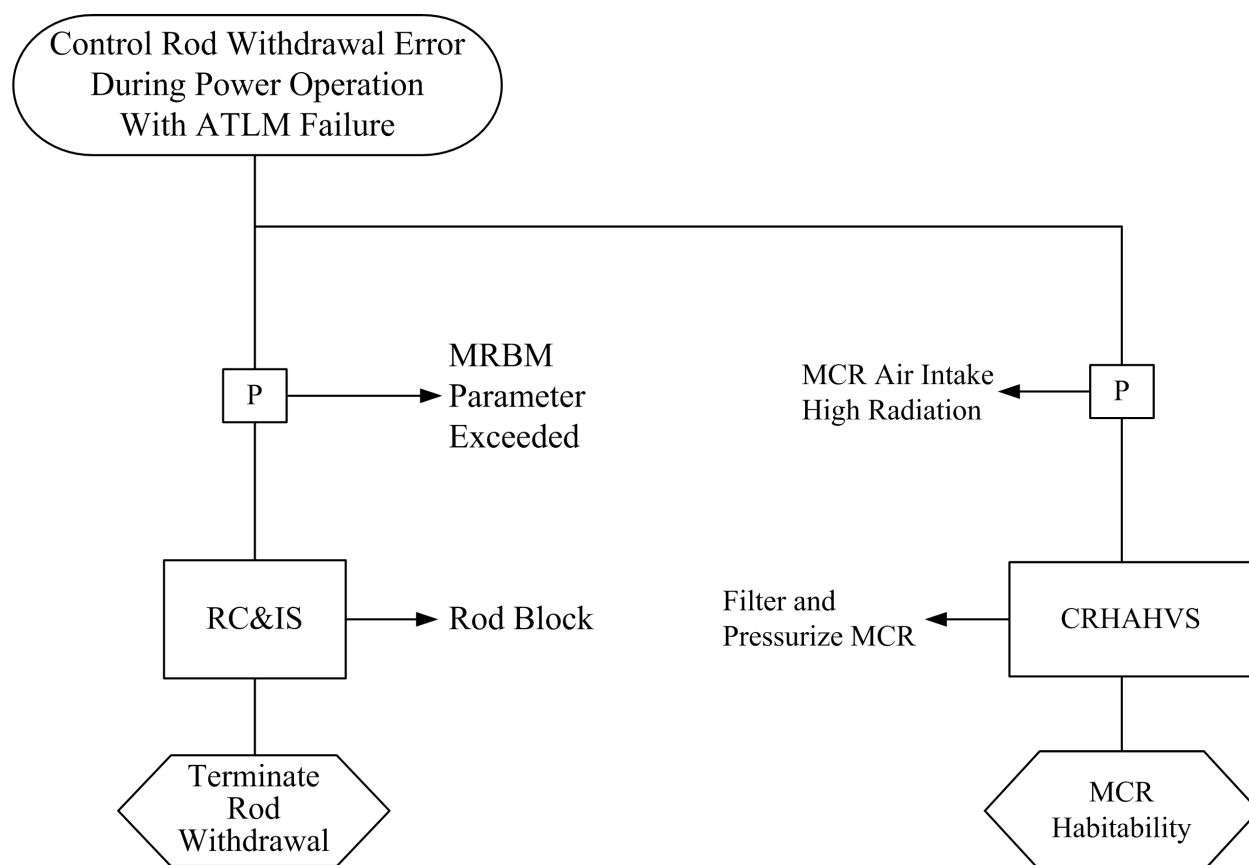 Control Rod Withdrawal Error
During Power Operation
With ATLM Failure
P
MRBM
Parameter
Exceeded
MCR Air Intake
High Radiation
P
RC&IS
Rod Block
Filter and
Pressurize MCR
CRHAHVS
Terminate
Rod
Withdrawal
MCR
Habitability